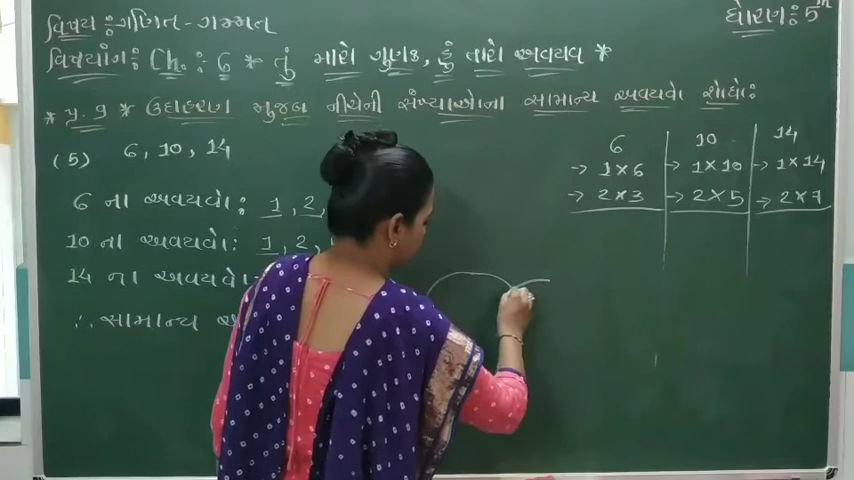 વિષય : ગણિત-ગમ્મત
ધોરણ : 5th
વિષયાંગ : Ch. : 6 * તું મારો ગુણક, હું તારો અવયવ *
* પ્ર. 9 * ઉદાહરણ મુજબ નીચેની સંખ્યાઓના સામાન્ય અવયવો શોધો :
(5) 6, 10, 14
6 ના અવયવો : 1, 2,
10 ના અવયવો : 1, 2,
14 ના અવયવો
∴ સામાન્ય
6
→ 1×6
→ 2×3
10
→ 1×10
→ 2×5
14
→ 1×14
→ 2×7